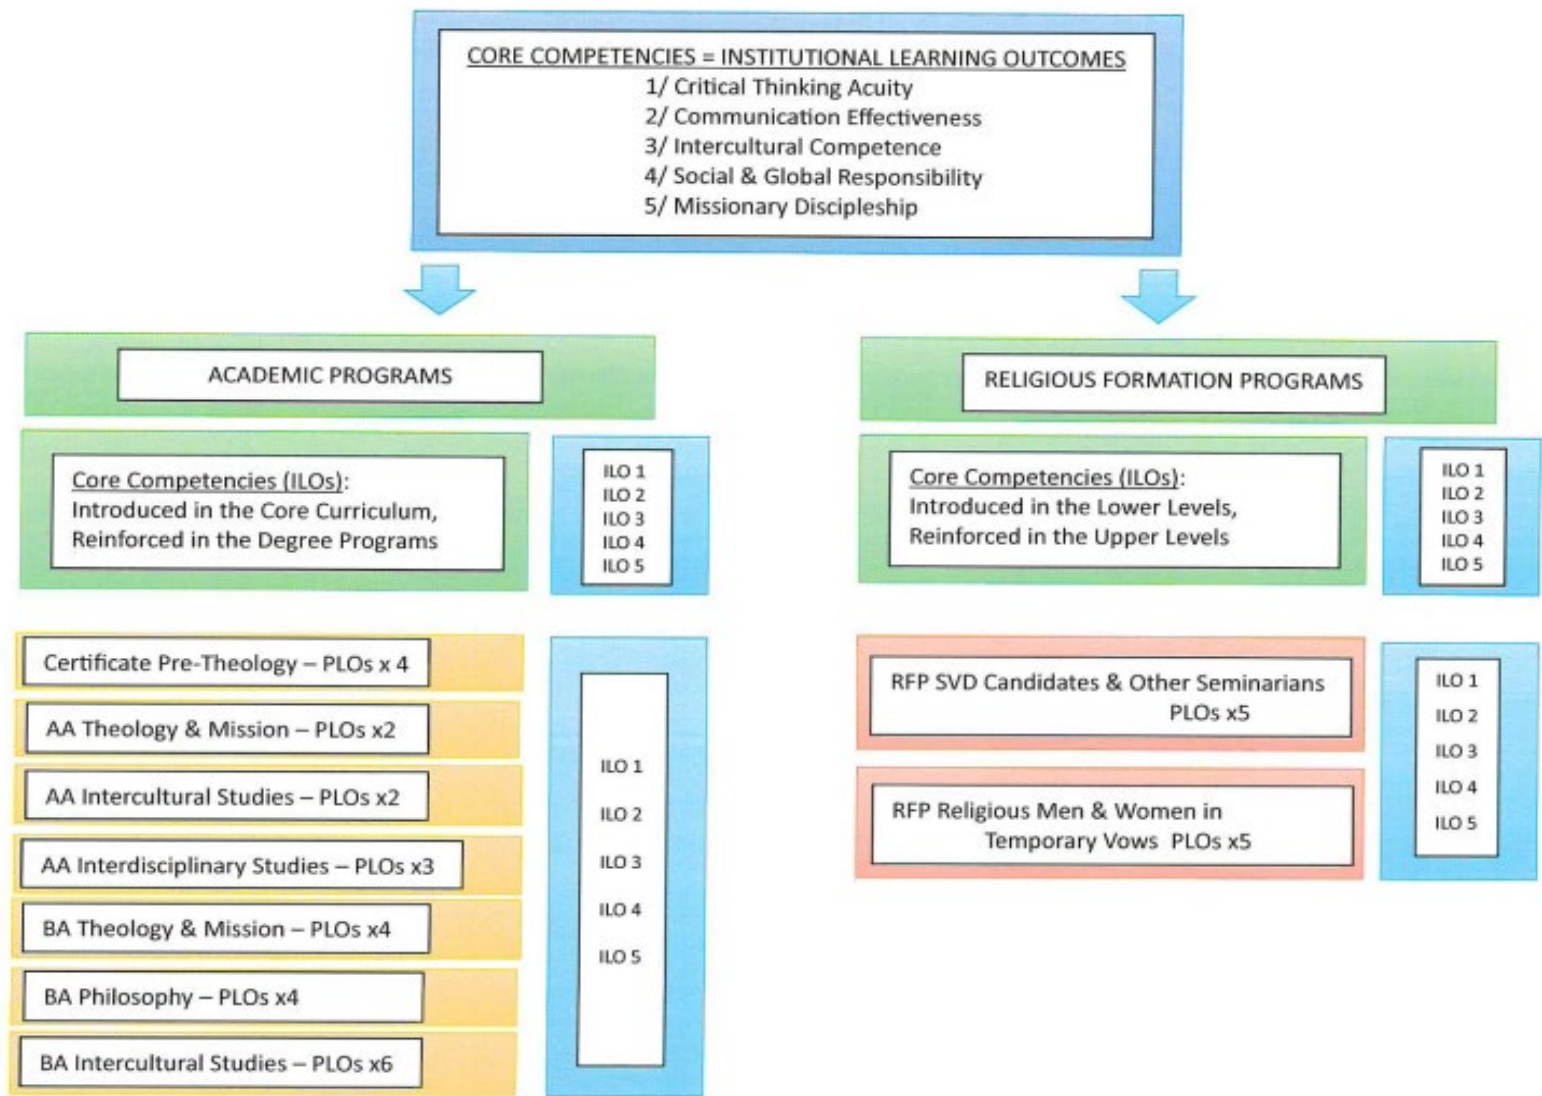 CORE COMPETENCIES = INSTITUTIONAL LEARNING OUTCOMES
1/ Critical Thinking Acuity
2/ Communication Effectiveness
3/ Intercultural Competence
4/ Social & Global Responsibility
5/ Missionary Discipleship
ACADEMIC PROGRAMS
Core Competencies (ILOs):
Introduced in the Core Curriculum,
Reinforced in the Degree Programs
ILO 1
ILO 2
ILO 3
ILO 4
ILO 5
Certificate Pre-Theology – PLOs x 4
AA Theology & Mission – PLOs x2
AA Intercultural Studies – PLOs x2
AA Interdisciplinary Studies – PLOs x3
BA Theology & Mission – PLOs x4
BA Philosophy – PLOs x4
BA Intercultural Studies – PLOs x6
ILO 1
ILO 2
ILO 3
ILO 4
ILO 5
RELIGIOUS FORMATION PROGRAMS
Core Competencies (ILOs):
Introduced in the Lower Levels,
Reinforced in the Upper Levels
ILO 1
ILO 2
ILO 3
ILO 4
ILO 5
RFP SVD Candidates & Other Seminarians
PLOs x5
RFP Religious Men & Women in
Temporary Vows PLOs x5
ILO 1
ILO 2
ILO 3
ILO 4
ILO 5